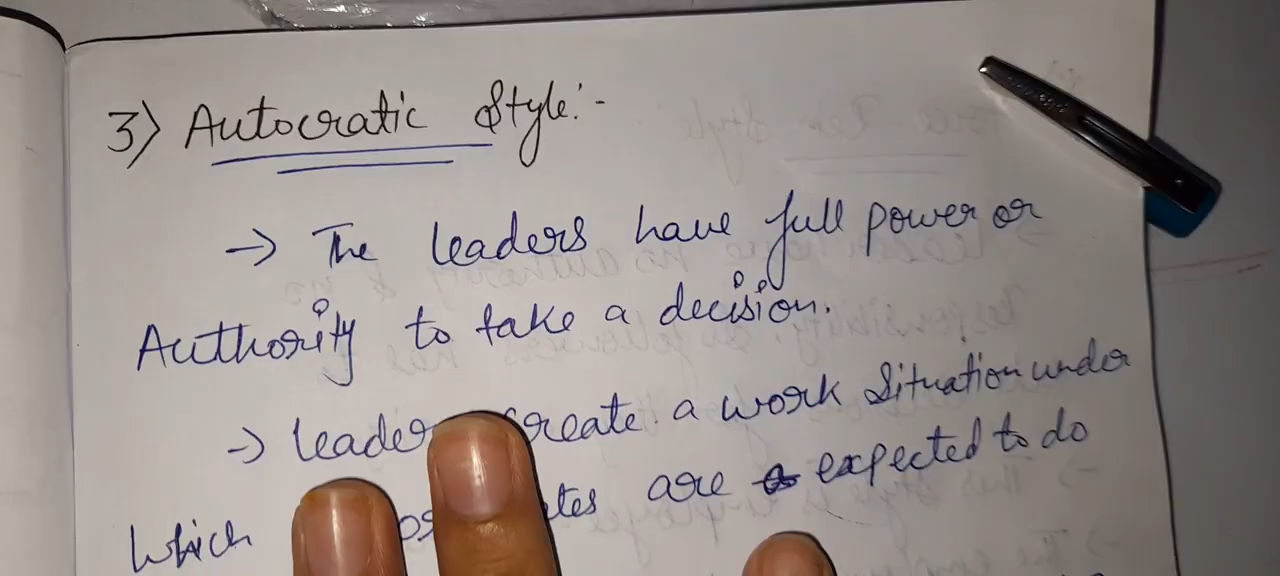 3) Autocratic Style:-
→ The leaders have full power or
Authority to take a decision.
→ leader create a work Situation under
Which are expected to do